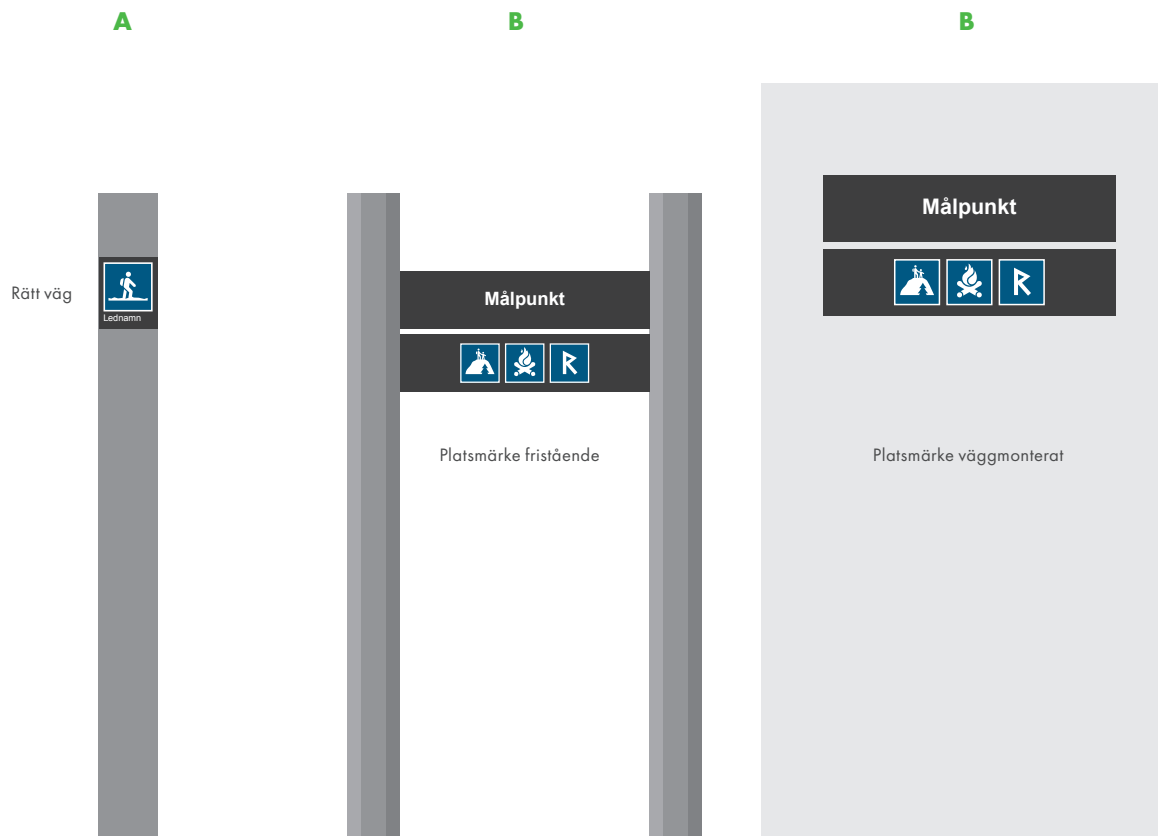 A
B
B
Rätt väg
Lednamn
Målpunkt
R
Platsmärke fristående
Målpunkt
R
Platsmärke väggmonterat